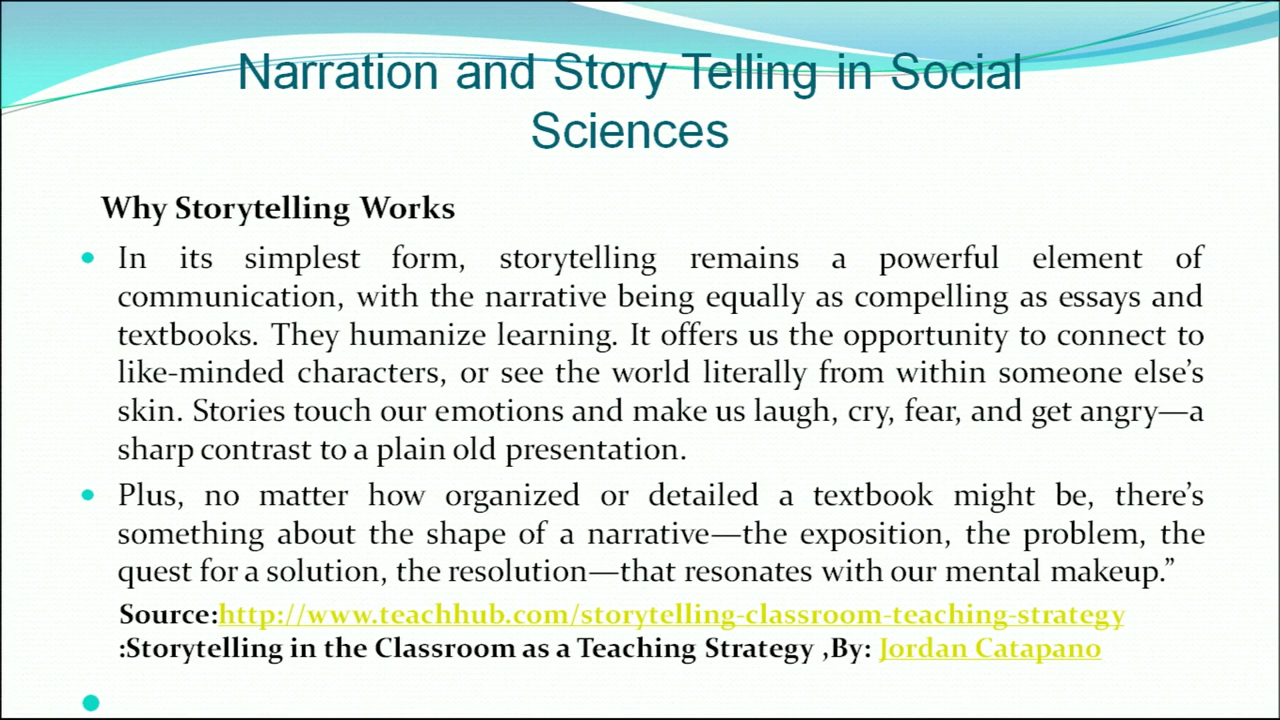 Narration and Story Telling in Social
Sciences
Why Storytelling Works
In its simplest form, storytelling remains a powerful element of
communication, with the narrative being equally as compelling as essays and
textbooks. They humanize learning. It offers us the opportunity to connect to
like-minded characters, or see the world literally from within someone else’s
skin. Stories touch our emotions and make us laugh, cry, fear, and get angry—a
sharp contrast to a plain old presentation.
Plus, no matter how organized or detailed a textbook might be, there’s
something about the shape of a narrative—the exposition, the problem, the
quest for a solution, the resolution—that resonates with our mental makeup.”
Source:http://www.teachhub.com/storytelling-classroom-teaching-strategy
:Storytelling in the Classroom as a Teaching Strategy ,By: Jordan Catapano